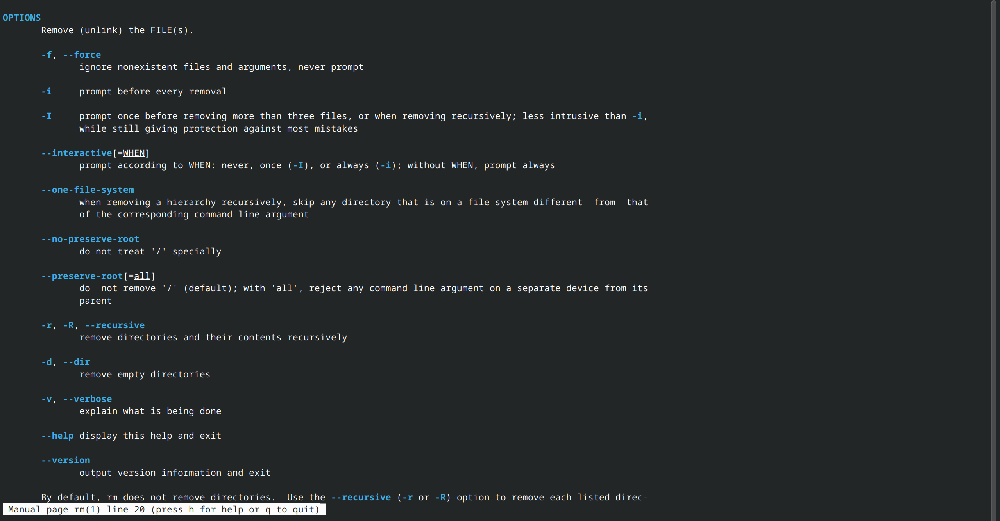 OPTIONS
Remove (unlink) the FILE(s).
-f, --force
ignore nonexistent files and arguments, never prompt
-i     prompt before every removal
-I     prompt once before removing more than three files, or when removing recursively; less intrusive than -i,
while still giving protection against most mistakes
--interactive[=WHEN]
prompt according to WHEN: never, once (-I), or always (-i); without WHEN, prompt always
--one-file-system
when removing a hierarchy recursively, skip any directory that is on a file system different  from  that
of the corresponding command line argument
--no-preserve-root
do not treat '/' specially
--preserve-root[=all]
do  not remove '/' (default); with 'all', reject any command line argument on a separate device from its
parent
-r, -R, --recursive
remove directories and their contents recursively
-d, --dir
remove empty directories
-v, --verbose
explain what is being done
--help display this help and exit
--version
output version information and exit
By default, rm does not remove directories.  Use the --recursive (-r or -R) option to remove each listed direc-
Manual page rm(1) line 20 (press h for help or q to quit)